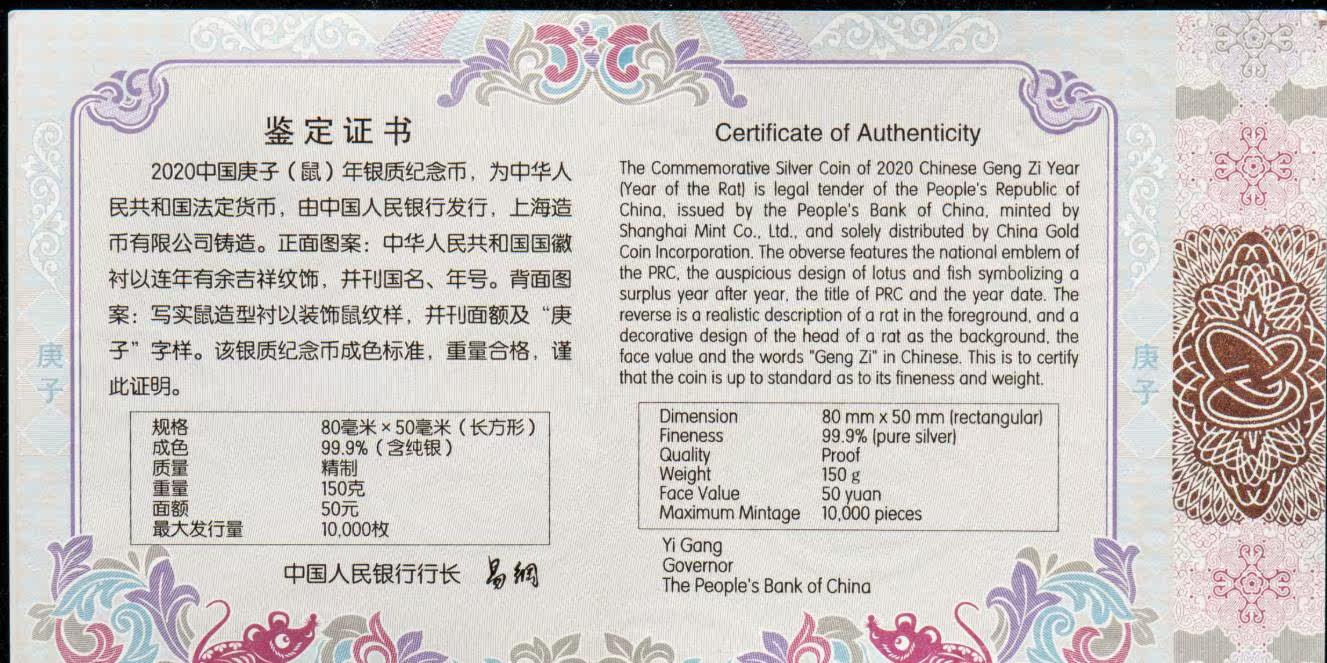 鉴定证书
2020中国庚子（鼠）年银质纪念币，为中华人
民共和国法定货币，由中国人民银行发行，上海造
币有限公司铸造。正面图案：中华人民共和国国徽
衬以连年有余吉祥纹饰，并刊国名、年号。背面图
案：写实鼠造型衬以装饰鼠纹样，并刊面额及“庚
子”字样。该银质纪念币成色标准，重量合格，谨
此证明。
规格 80毫米×50毫米（长方形）
成色 99.9%（含纯银）
质量 精制
重量 150克
面额 50元
最大发行量 10,000枚
中国人民银行行长 易纲
Certificate of Authenticity
The Commemorative Silver Coin of 2020 Chinese Geng Zi Year
(Year of the Rat) is legal tender of the People's Republic of
China, issued by the People's Bank of China, minted by
Shanghai Mint Co., Ltd., and solely distributed by China Gold
Coin Incorporation. The obverse features the national emblem of
the PRC, the auspicious design of lotus and fish symbolizing a
surplus year after year, the title of PRC and the year date. The
reverse is a realistic description of a rat in the foreground, and a
decorative design of the head of a rat as the background, the
face value and the words "Geng Zi" in Chinese. This is to certify
that the coin is up to standard as to its fineness and weight.
Dimension 80 mm x 50 mm (rectangular)
Fineness 99.9% (pure silver)
Quality Proof
Weight 150 g
Face Value 50 yuan
Maximum Mintage 10,000 pieces
Yi Gang
Governor
The People's Bank of China
庚子
庚子